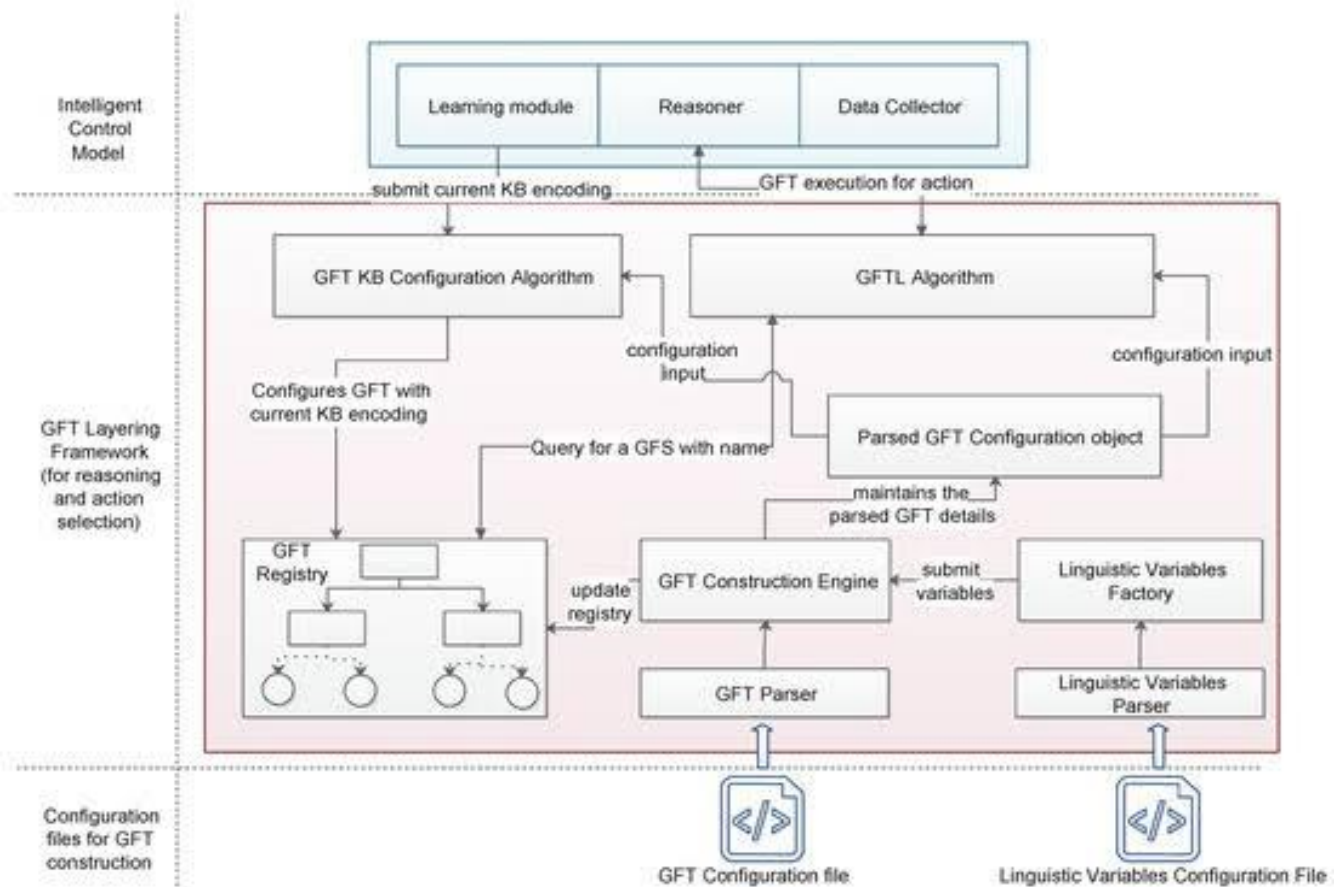 Intelligent
Control
Model
Learning module
Reasoner
Data Collector
submit current KB encoding
GFT execution for action
GFT Layering
Framework
(for reasoning
and action
selection)
GFT KB Configuration Algorithm
GFTL Algorithm
configuration
input
configuration input
Configures GFT with
current KB encoding
Parsed GFT Configuration object
Query for a GFS with name
maintains the
parsed GFT details
GFT
Registry
update
registry
GFT Construction Engine
submit
variables
Linguistic Variables
Factory
GFT Parser
Linguistic Variables
Parser
Configuration
files for GFT
construction
</>
</>
GFT Configuration file
Linguistic Variables Configuration File